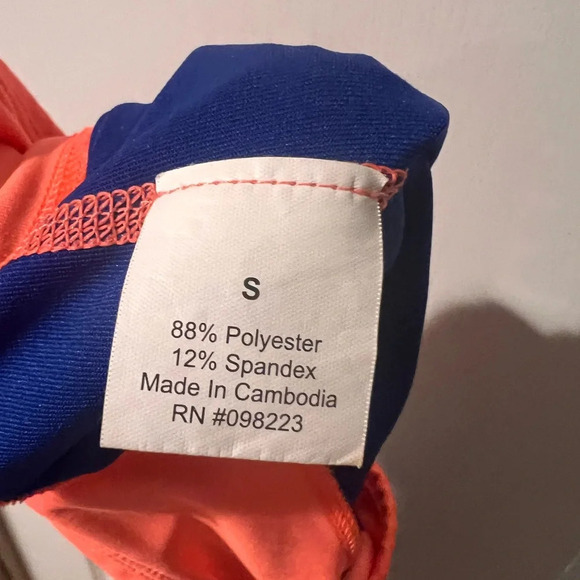 S
88% Polyester
12% Spandex
Made In Cambodia
RN #098223